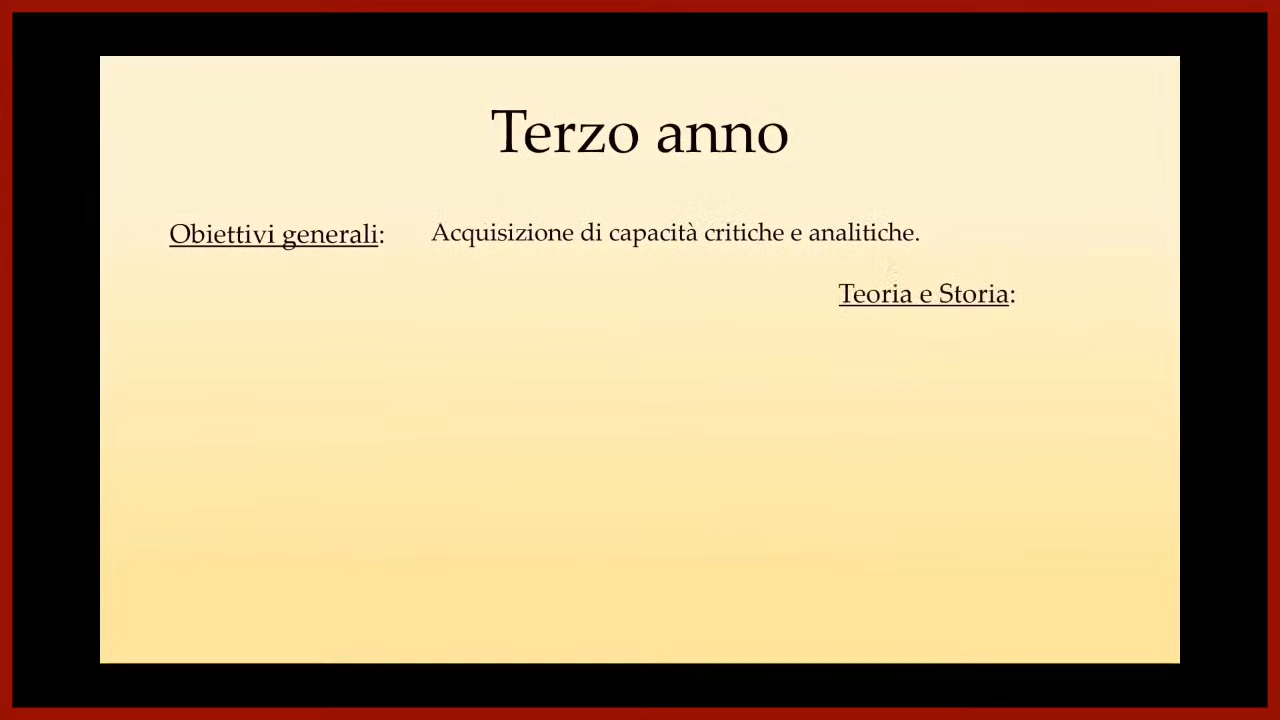 Terzo anno
Obiettivi generali: Acquisizione di capacità critiche e analitiche.
Teoria e Storia: